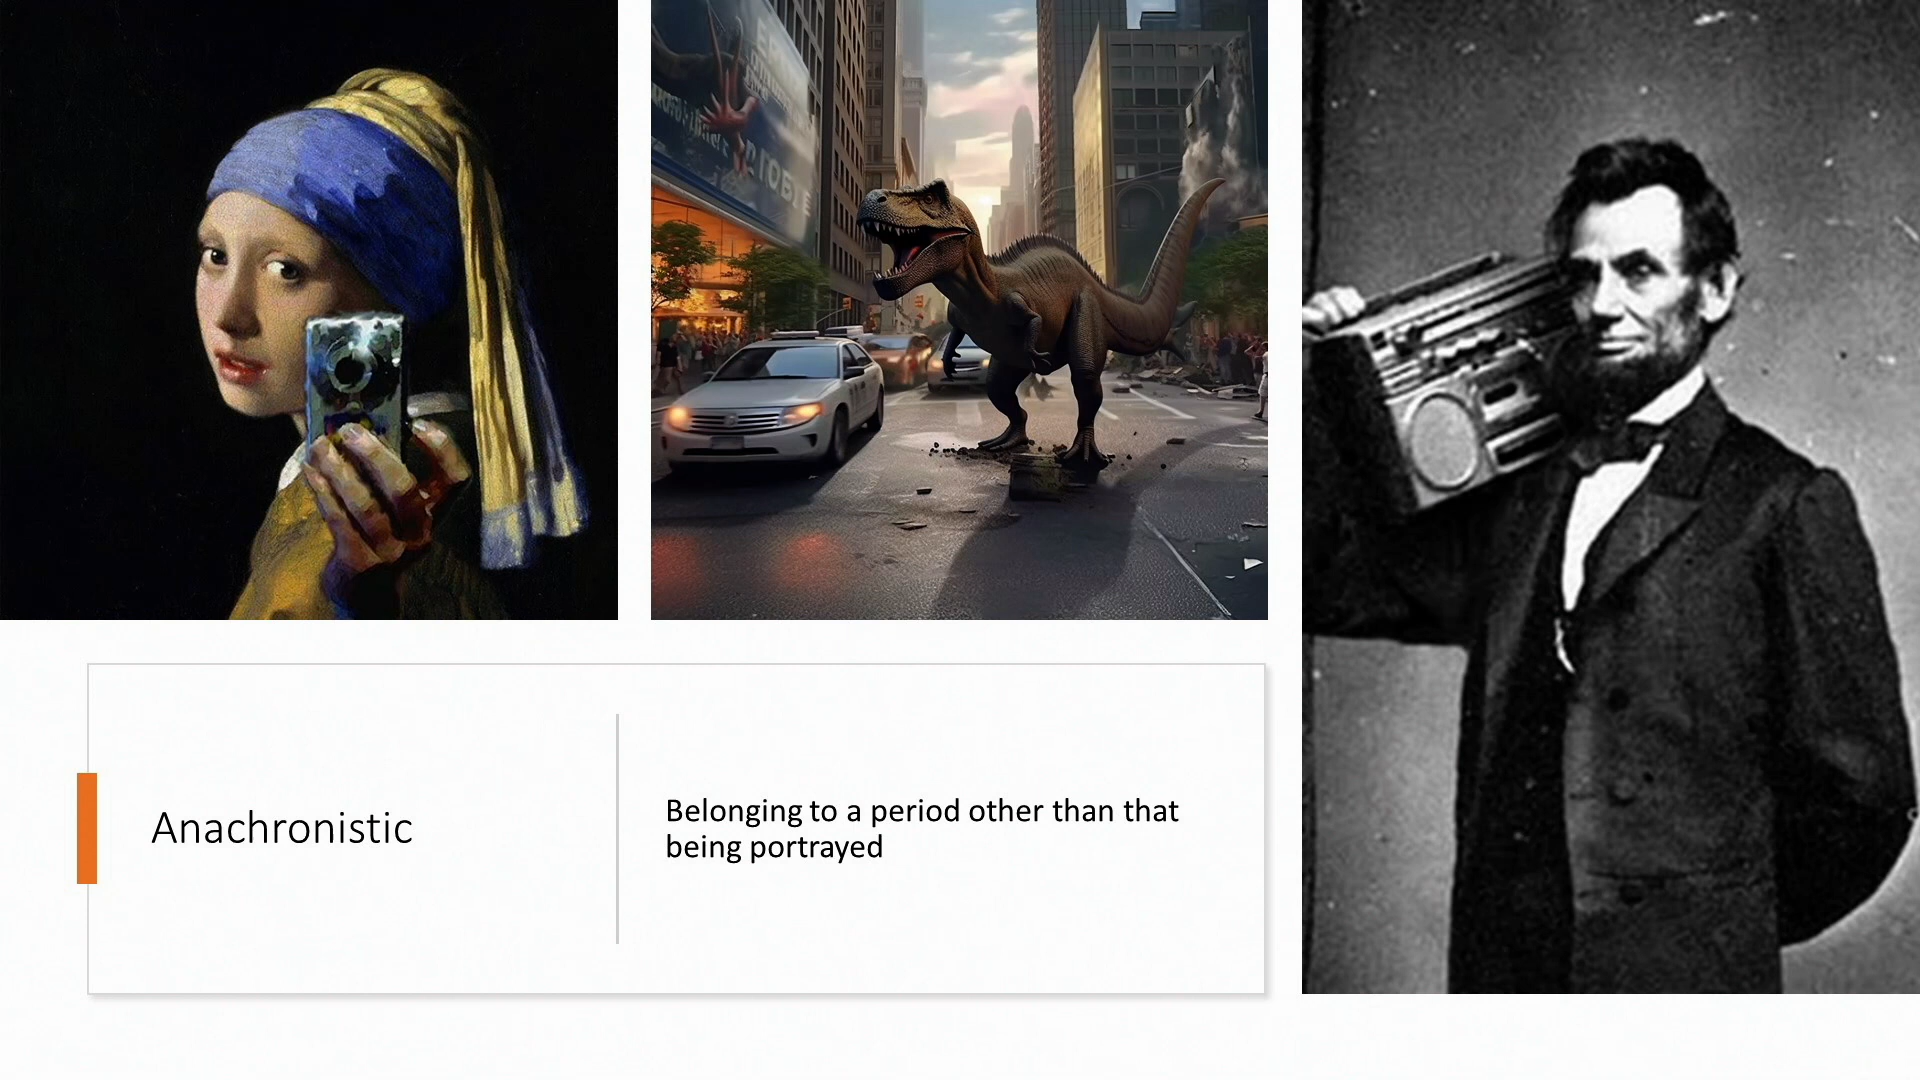 Anachronistic
Belonging to a period other than that
being portrayed